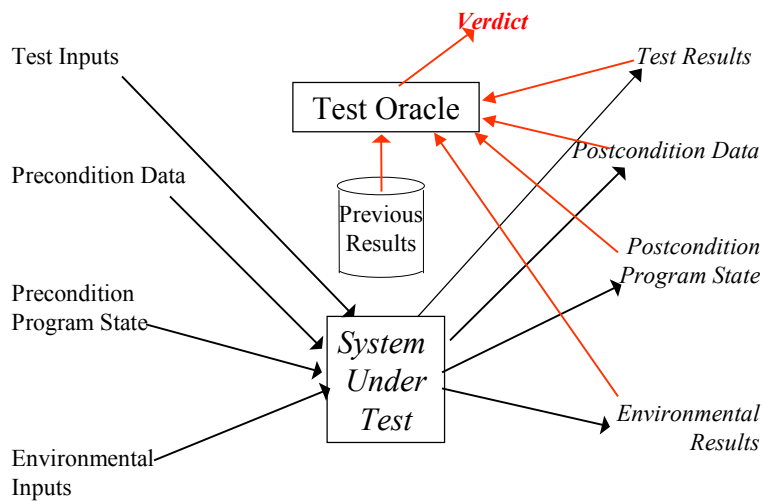 Verdict
Test Inputs
Test Results
Test Oracle
Postcondition Data
Precondition Data
Previous
Results
Postcondition
Program State
Precondition
Program State
System
Under
Test
Environmental
Results
Environmental
Inputs